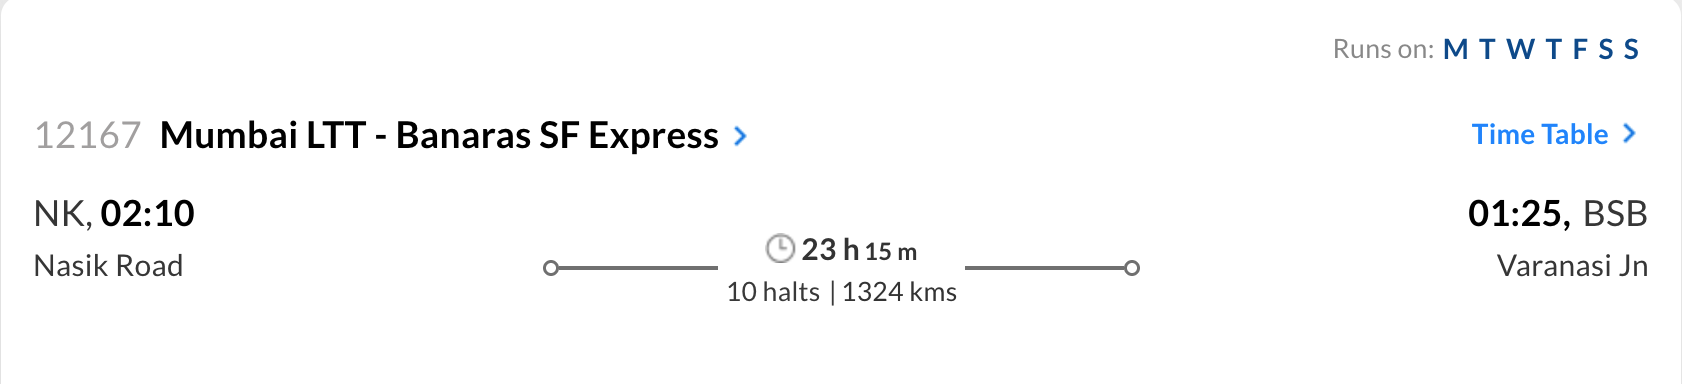 Runs on: M T W T F S S
12167 Mumbai LTT - Banaras SF Express
Time Table
NK, 02:10
01:25, BSB
Nasik Road
23 h 15 m
Varanasi Jn
10 halts | 1324 kms